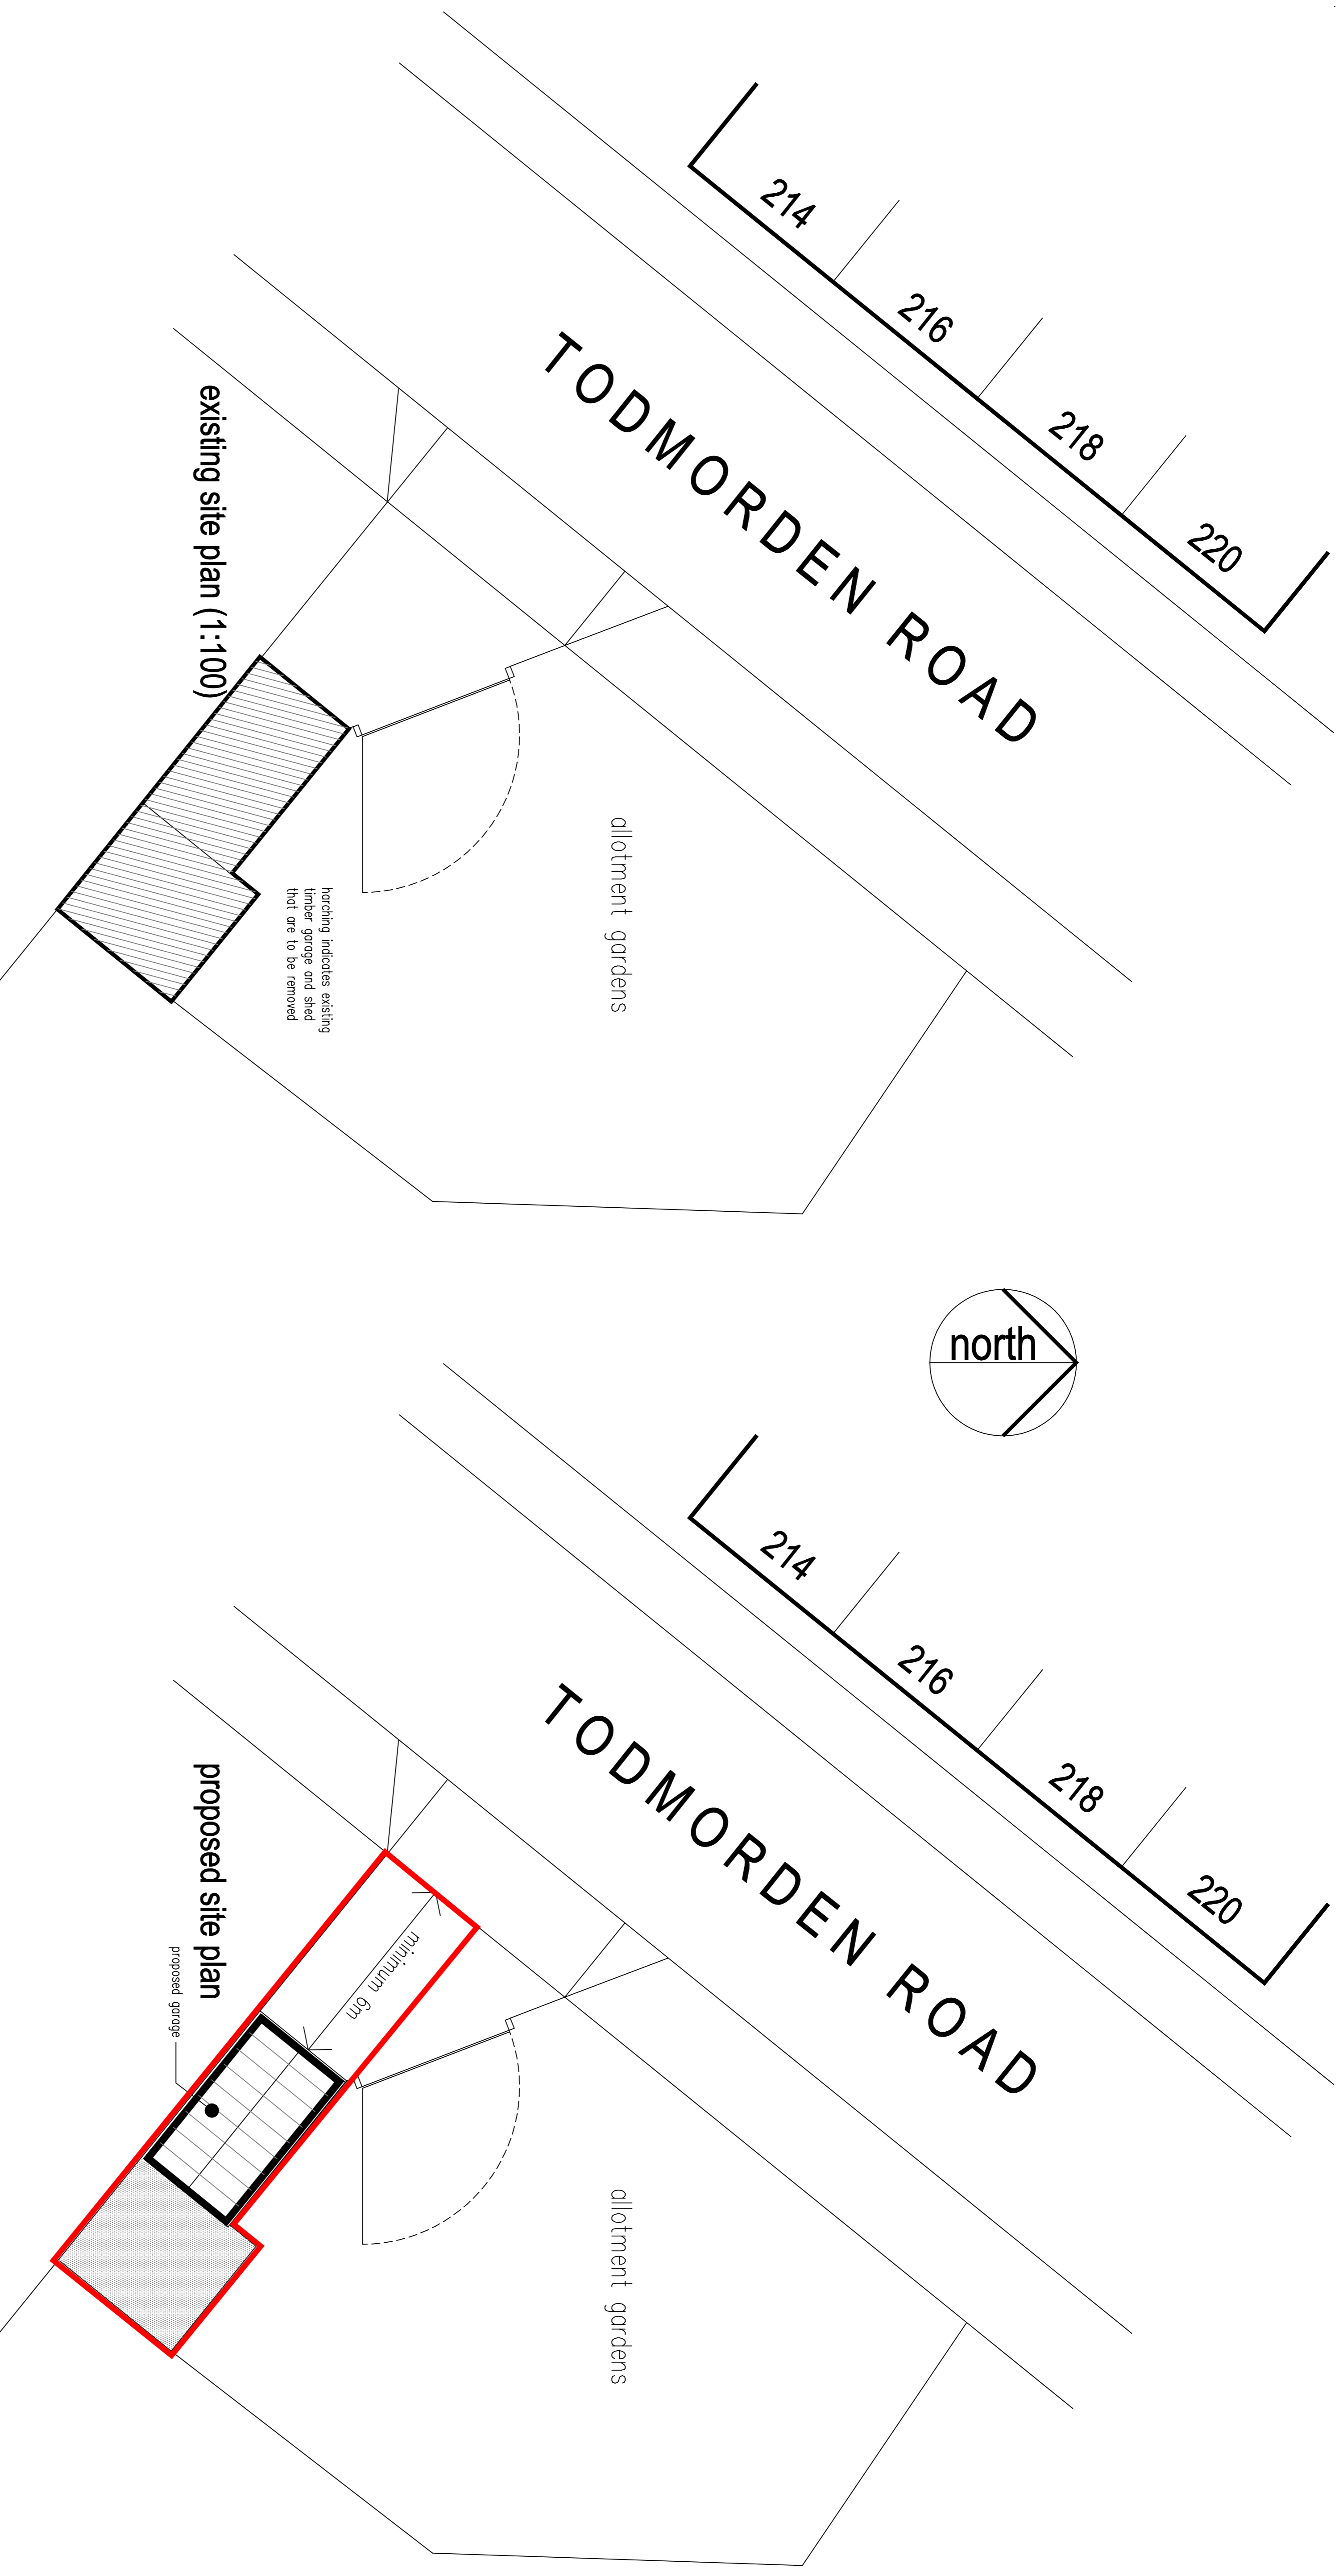 214
216
218
220
TODMORDEN ROAD
allotment gardens
harching indicates existing
timber garage and shed
that are to be removed
existing site plan (1:100)
north
214
216
218
220
TODMORDEN ROAD
allotment gardens
minimum 6m
proposed site plan
proposed garage